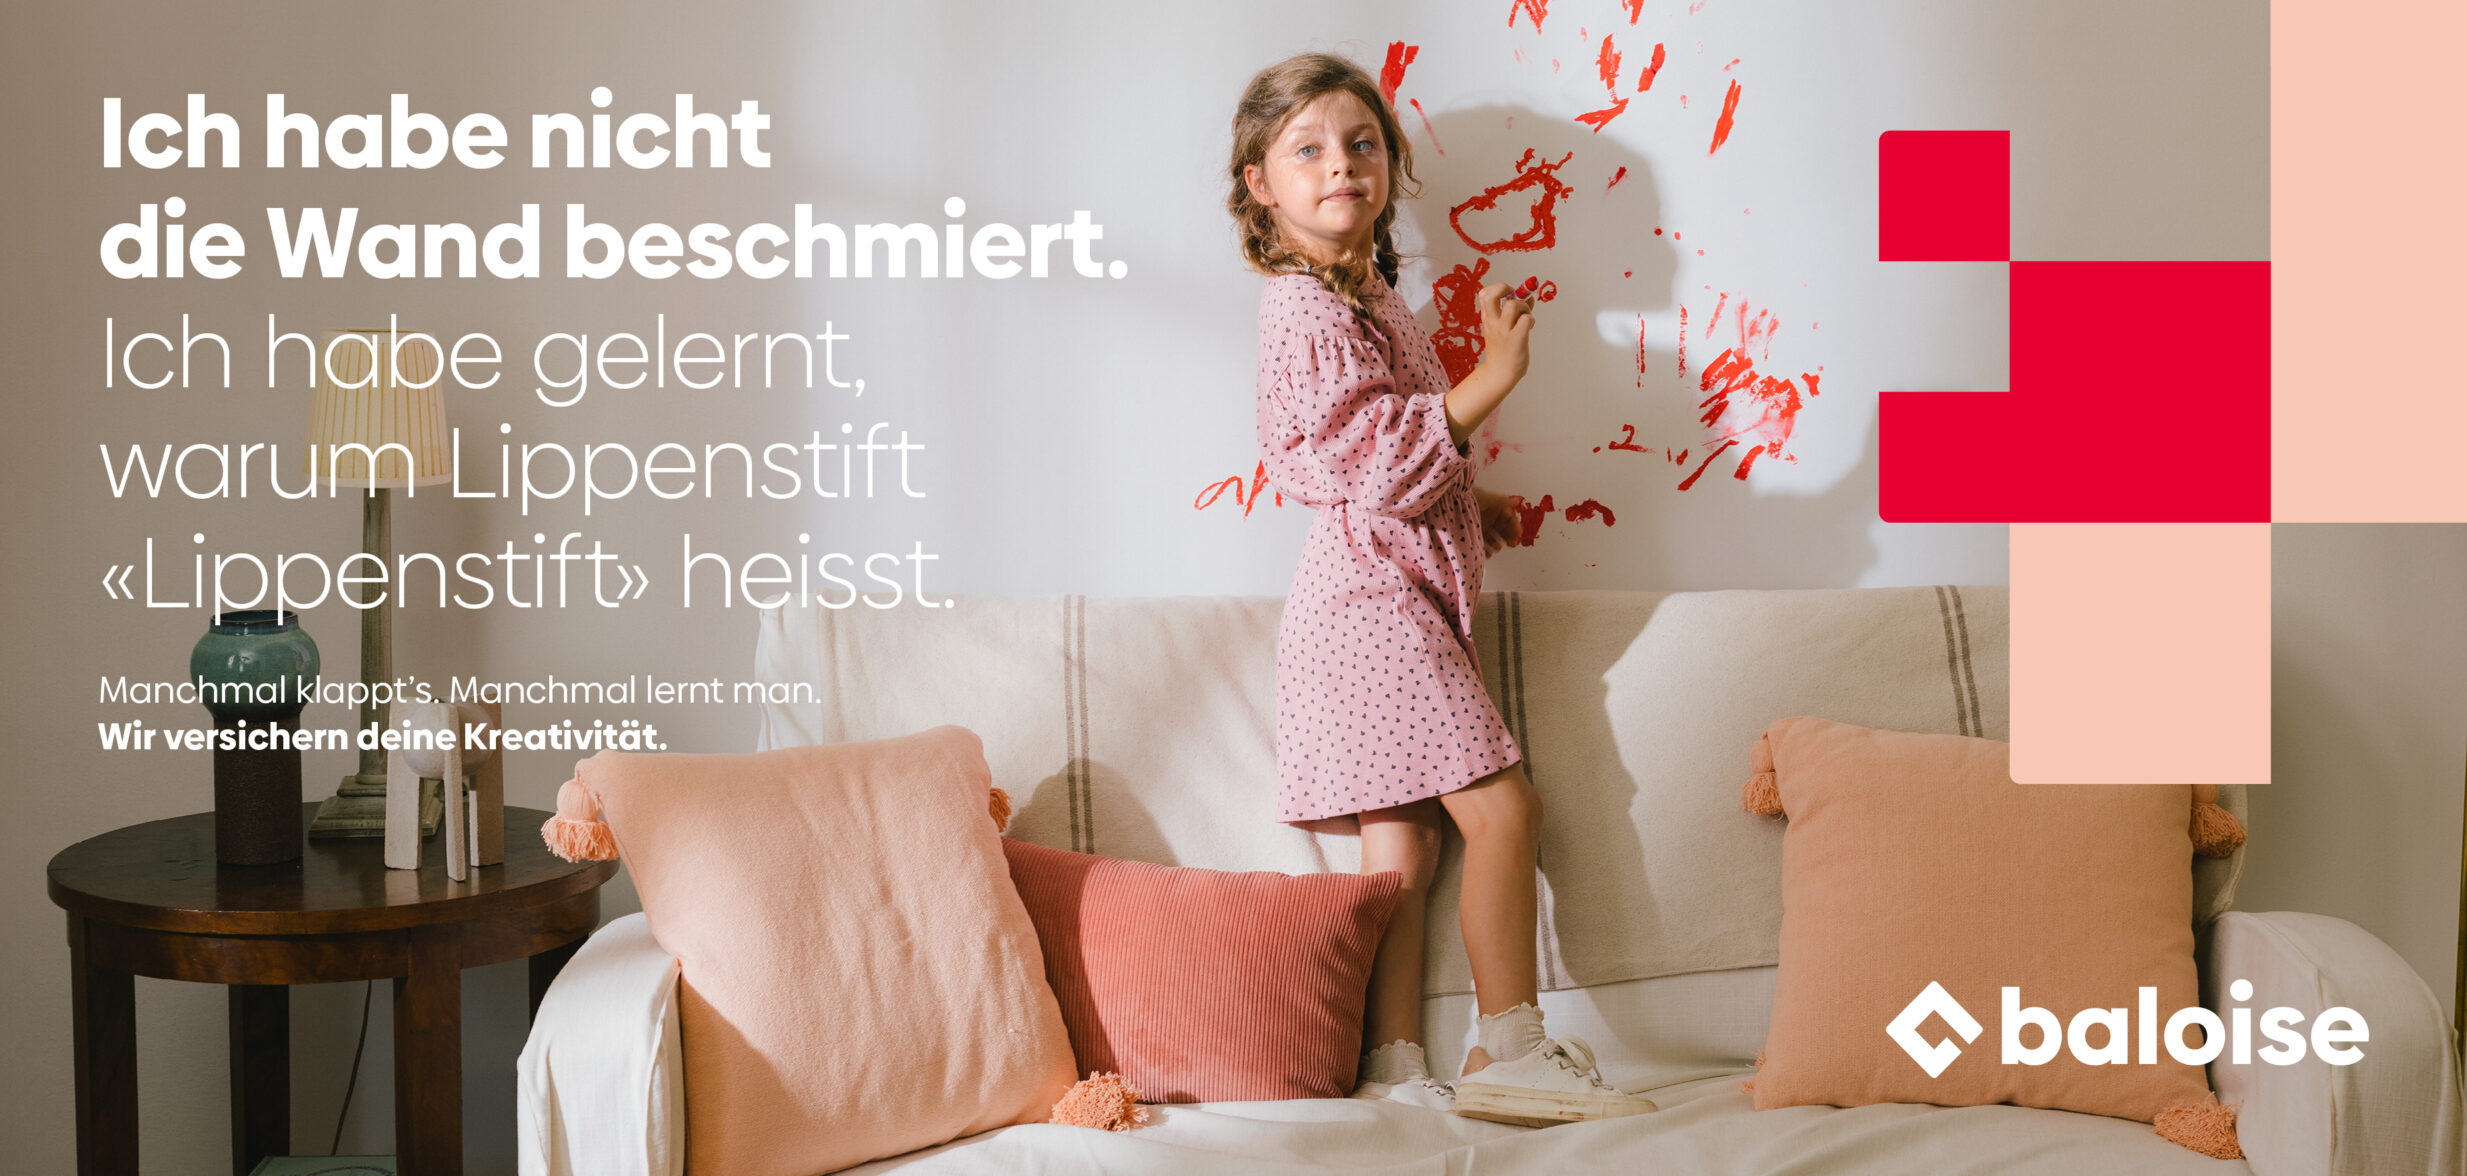 Ich habe nicht
die Wand beschmiert.
Ich habe gelernt,
warum Lippenstift
«Lippenstift» heisst.
Manchmal klappt's. Manchmal lernt man.
Wir versichern deine Kreativität.
baloise